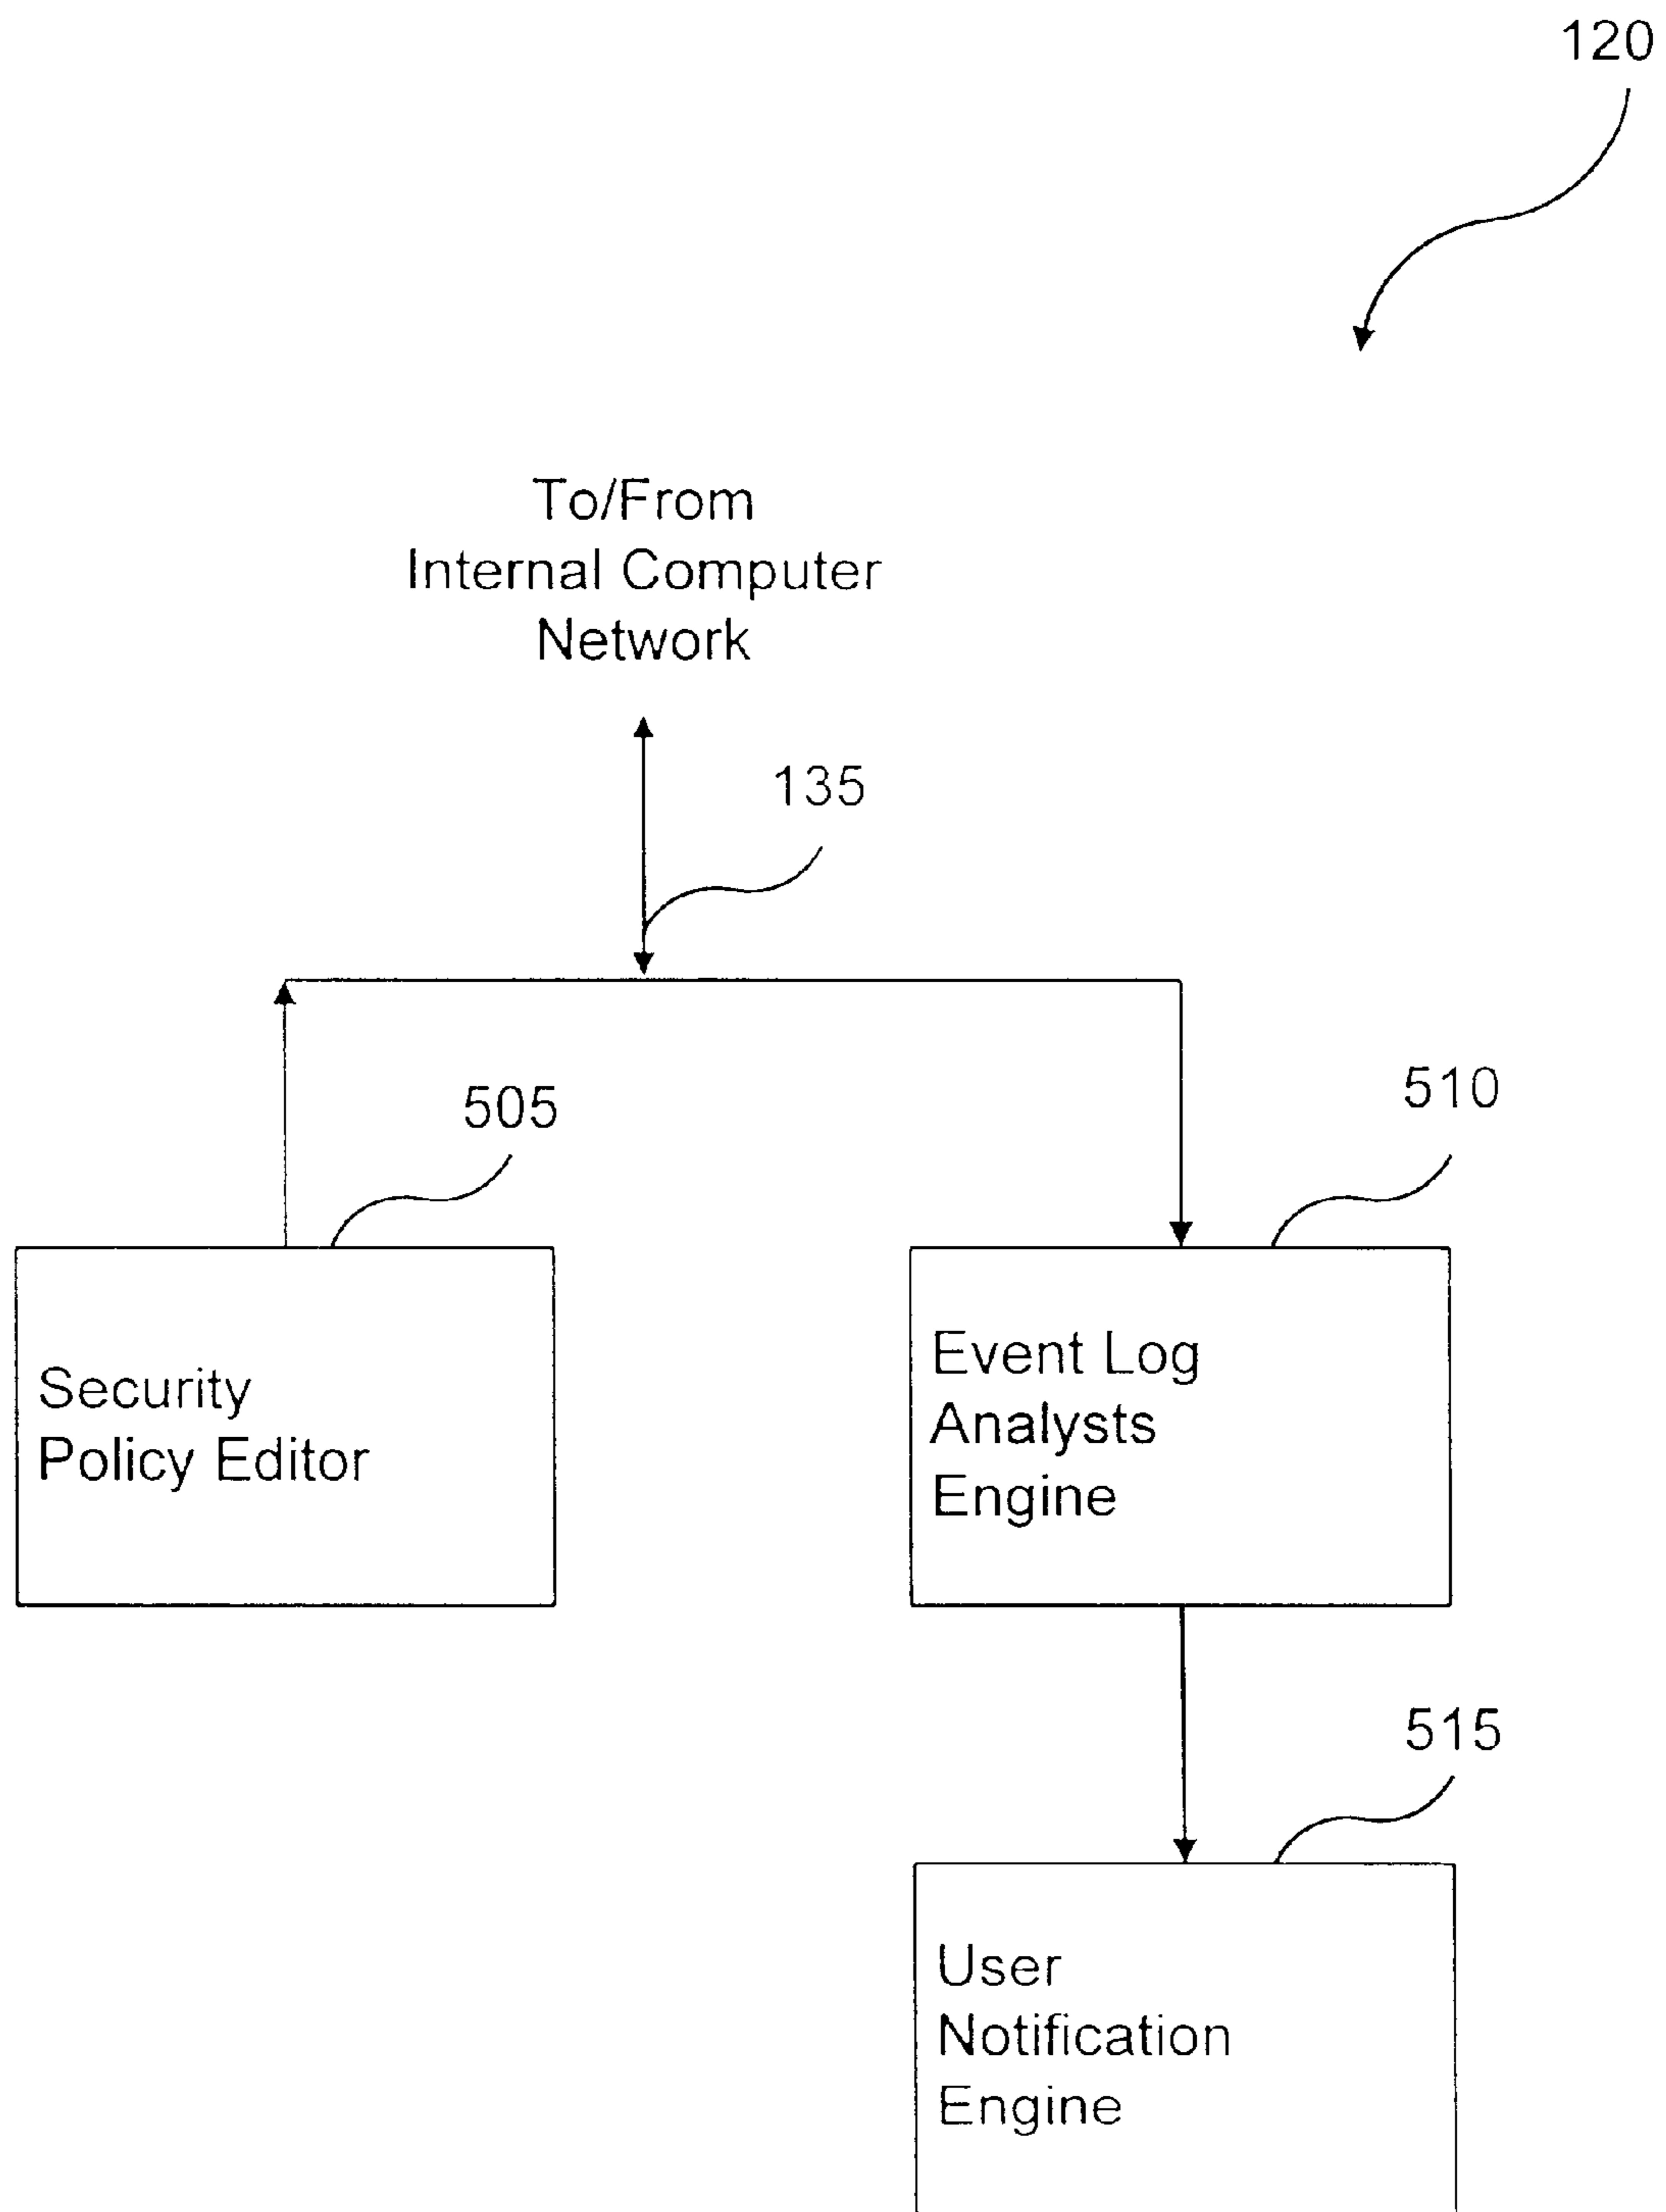 120
To/From
Internal Computer
Network
135
505
510
Security
Policy Editor
Event Log
Analysts
Engine
515
User
Notification
Engine